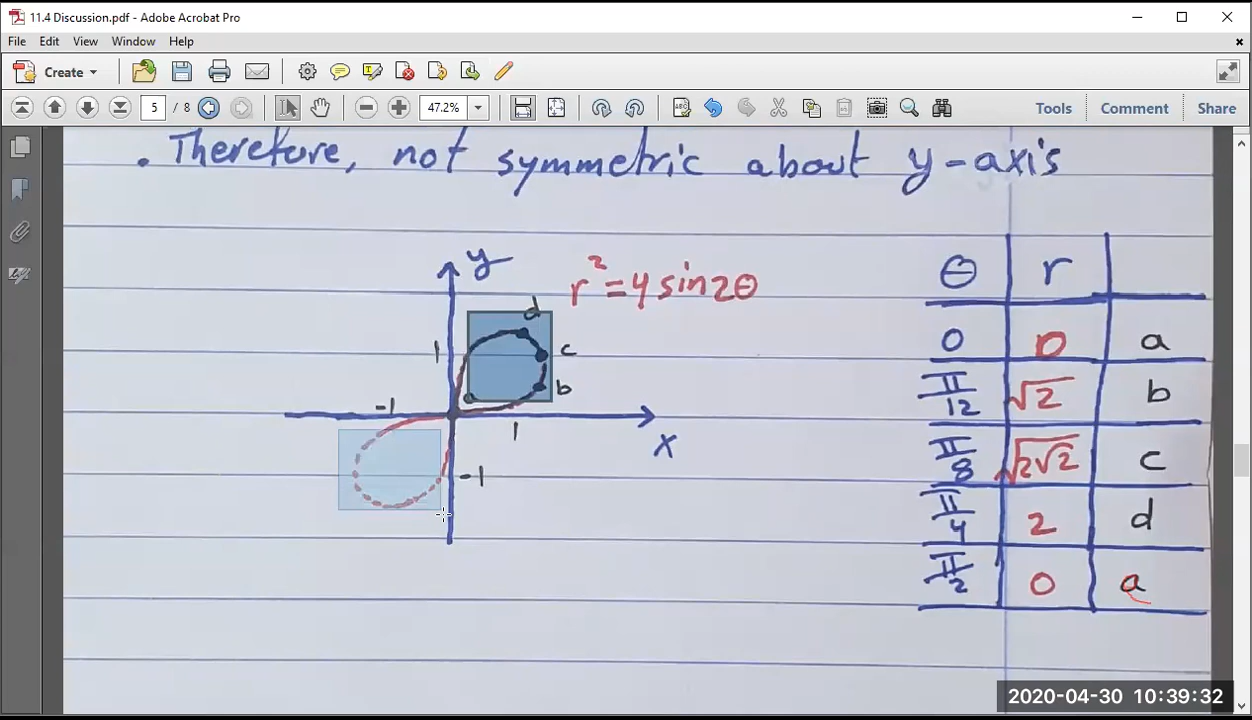 11.4 Discussion.pdf - Adobe Acrobat Pro
File Edit View Window Help
Create
5 / 8 47.2% Tools Comment Share
. Therefore, not symmetric about y-axis
y
r² = 4 sin2θ
d
1 c
b
-1
1
x
-1
θ r
0 0 a
π/12 √2 b
π/8 √(2√2) c
π/4 2 d
π/2 0 a
2020-04-30 10:39:32